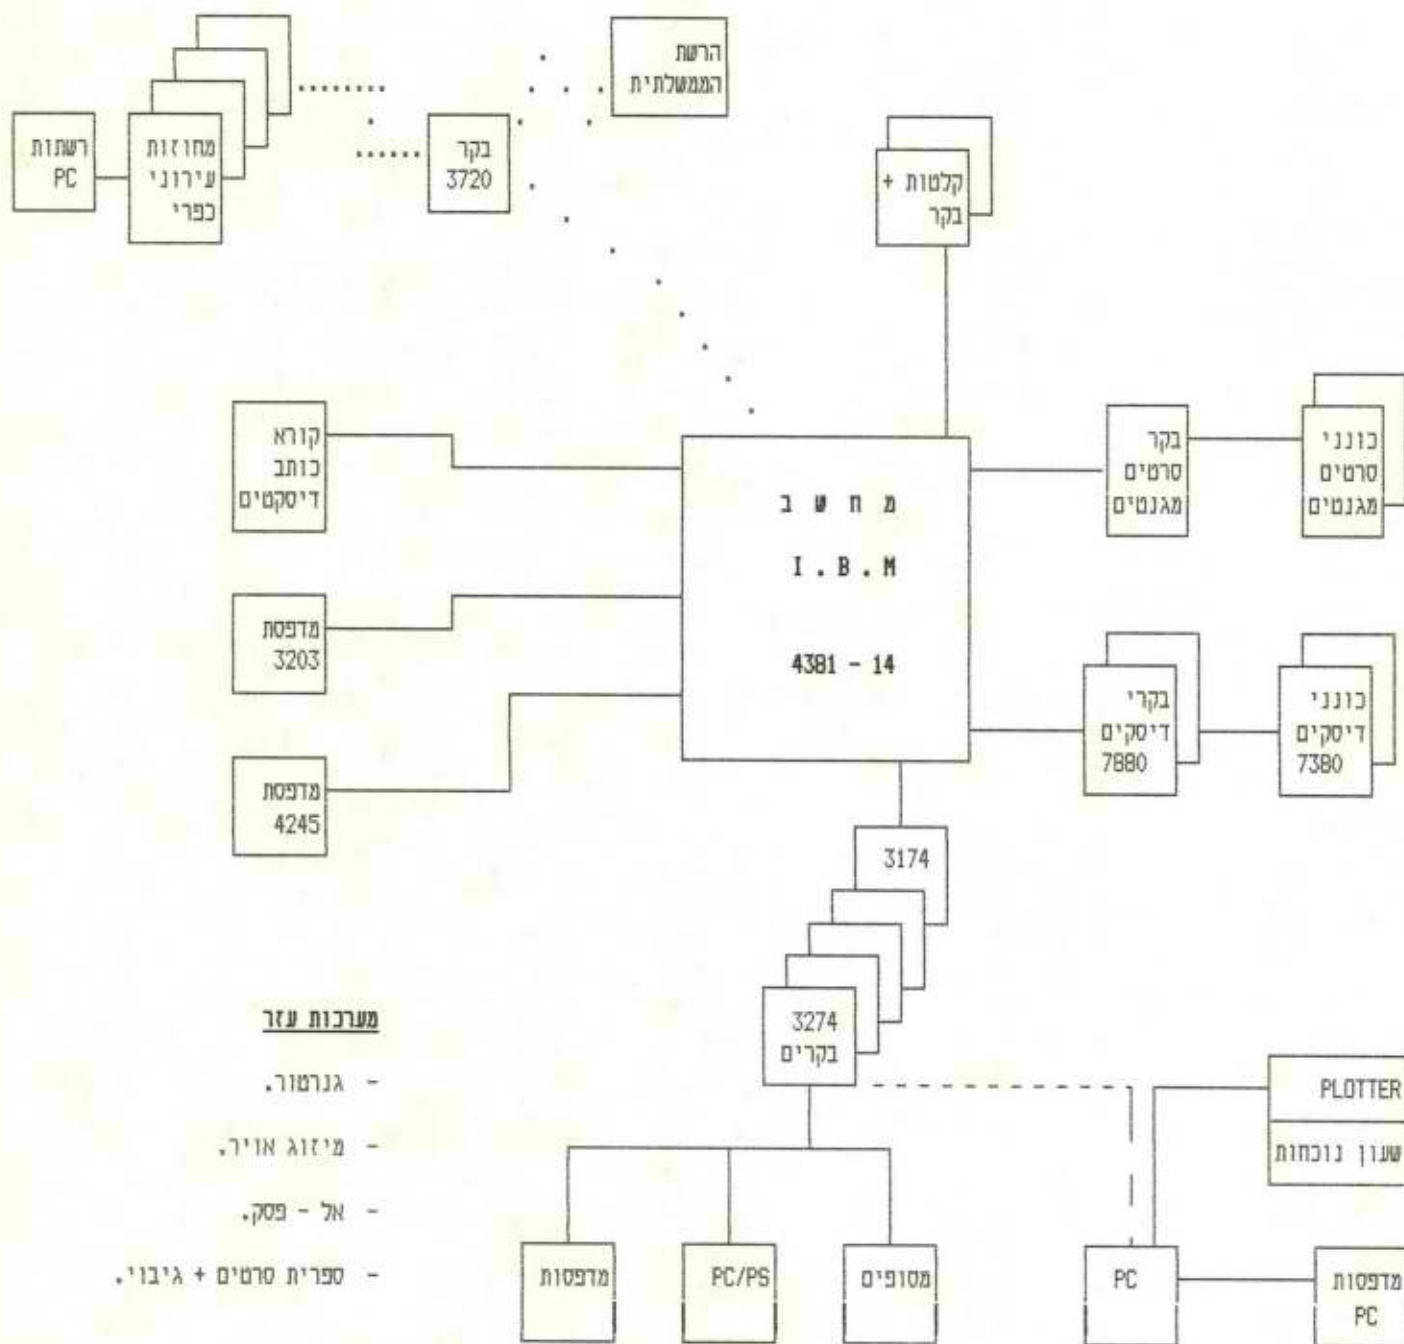 הרשת
הממשלתית
רשתות
PC
מחוזות
עירוני
כפרי
בקר
3720
קלטות +
בקר
קורא
כותב
דיסקטים
מחשב
I.B.M
4381 - 14
בקר
סרטים
מגנטים
כונני
סרטים
מגנטים
מדפסת
3203
מדפסת
4245
בקרי
דיסקים
7880
כונני
דיסקים
7380
3174
3274
בקרים
מערכות עזר
- גנרטור.
- מיזוג אויר.
- אל - פסק.
- ספרית סרטים + גיבוי.
PLOTTER
שעון נוכחות
מדפסות
PC/PS
מסופים
PC
מדפסות
PC